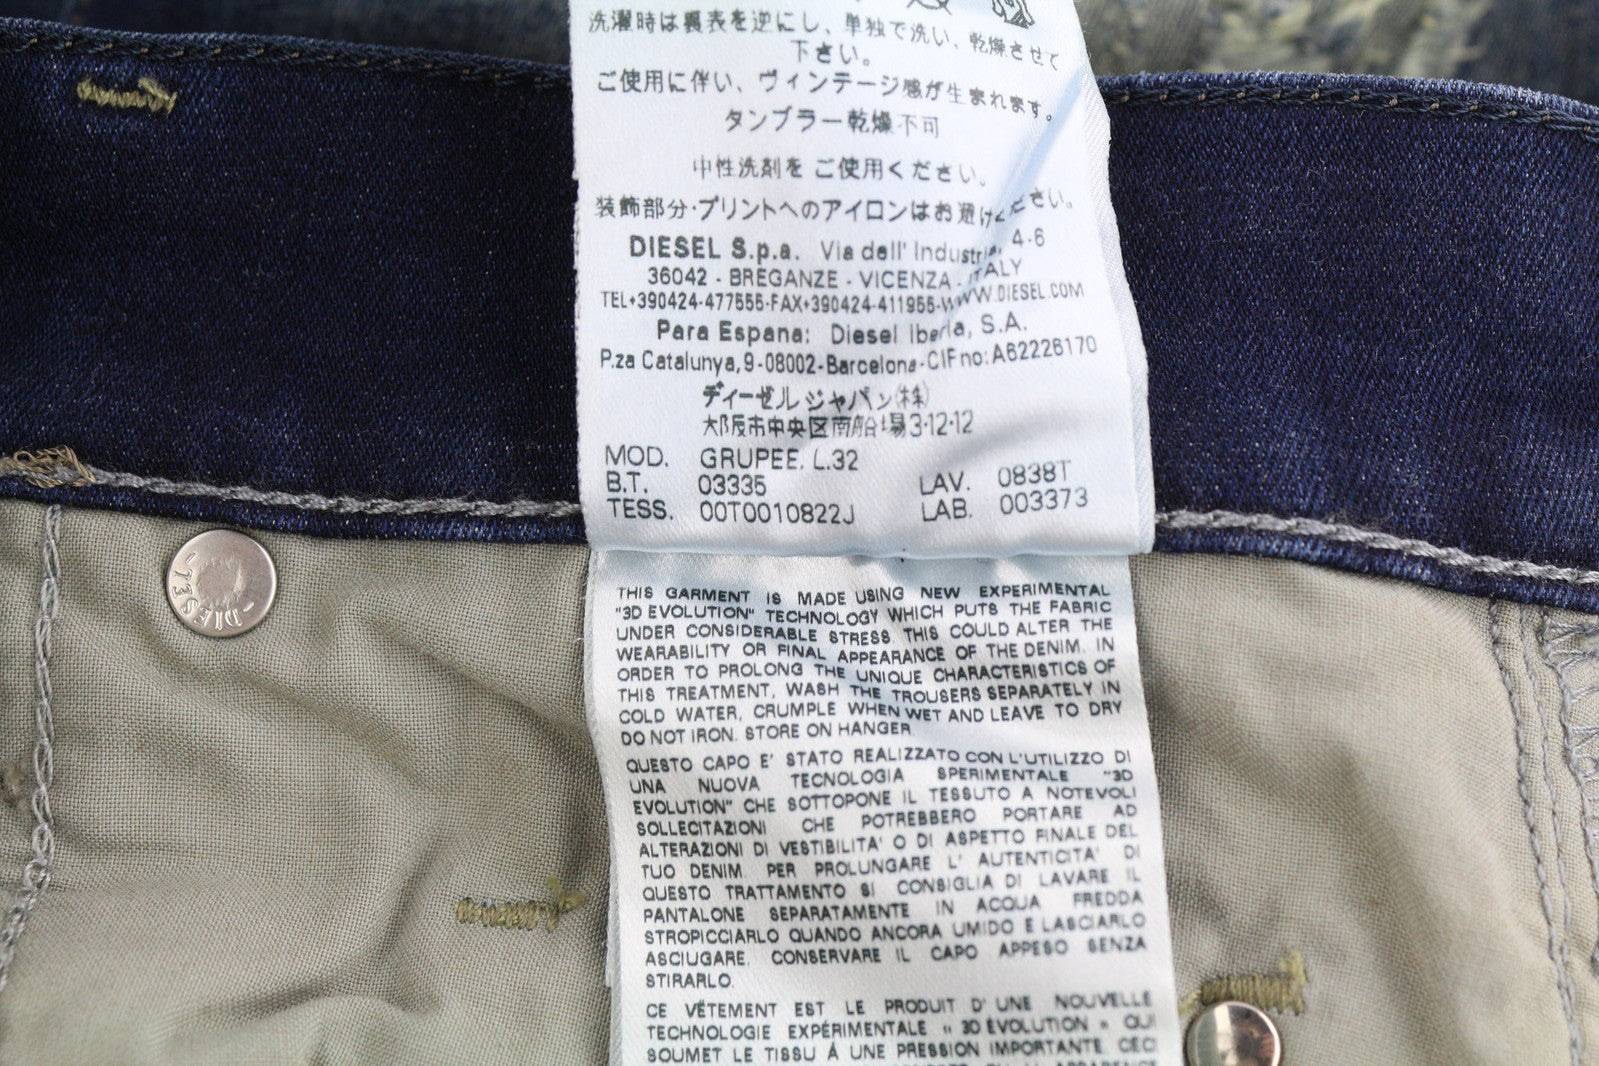 洗濯時は裏表を逆にし、単独で洗い、乾燥させて
下さい。
ご使用に伴い、ヴィンテージ感が生まれます。
タンブラー乾燥不可
中性洗剤を ご使用ください。
装飾部分・プリントへのアイロンはお避けください。
DIESEL S.p.a. Via dell' Industria, 4-6
36042 - BREGANZE - VICENZA - ITALY
TEL+390424-477555-FAX+390424-411955-WWW.DIESEL.COM
Para Espana: Diesel Iberia, S.A.
P.za Catalunya,9-08002-Barcelona-CIF no:A62226170
ディーゼル ジャパン(株)
大阪市中央区南船場3-12-12
MOD. GRUPEE. L.32
B.T. 03335 LAV. 0838T
TESS. 00T0010822J LAB. 003373
THIS GARMENT IS MADE USING NEW EXPERIMENTAL
"3D EVOLUTION" TECHNOLOGY WHICH PUTS THE FABRIC
UNDER CONSIDERABLE STRESS THIS COULD ALTER THE
WEARABILITY OR FINAL APPEARANCE OF THE DENIM. IN
ORDER TO PROLONG THE UNIQUE CHARACTERISTICS OF
THIS TREATMENT, WASH THE TROUSERS SEPARATELY IN
COLD WATER, CRUMPLE WHEN WET AND LEAVE TO DRY
DO NOT IRON. STORE ON HANGER
QUESTO CAPO E' STATO REALIZZATO CON L'UTILIZZO DI
UNA NUOVA TECNOLOGIA SPERIMENTALE "3D
EVOLUTION" CHE SOTTOPONE IL TESSUTO A NOTEVOLI
SOLLECITAZIONI CHE POTREBBERO PORTARE AD
ALTERAZIONI DI VESTIBILITA' O DI ASPETTO FINALE DEL
TUO DENIM. PER PROLUNGARE L' AUTENTICITA' DI
QUESTO TRATTAMENTO SI CONSIGLIA DI LAVARE IL
PANTALONE SEPARATAMENTE IN ACQUA FREDDA
STROPICCIARLO QUANDO ANCORA UMIDO E LASCIARLO
ASCIUGARE. CONSERVARE IL CAPO APPESO SENZA
STIRARLO.
CE VÊTEMENT EST LE PRODUIT D' UNE NOUVELLE
TECHNOLOGIE EXPÉRIMENTALE « 3D EVOLUTION » QUI
SOUMET LE TISSU À UNE PRESSION IMPORTANTE. CECI